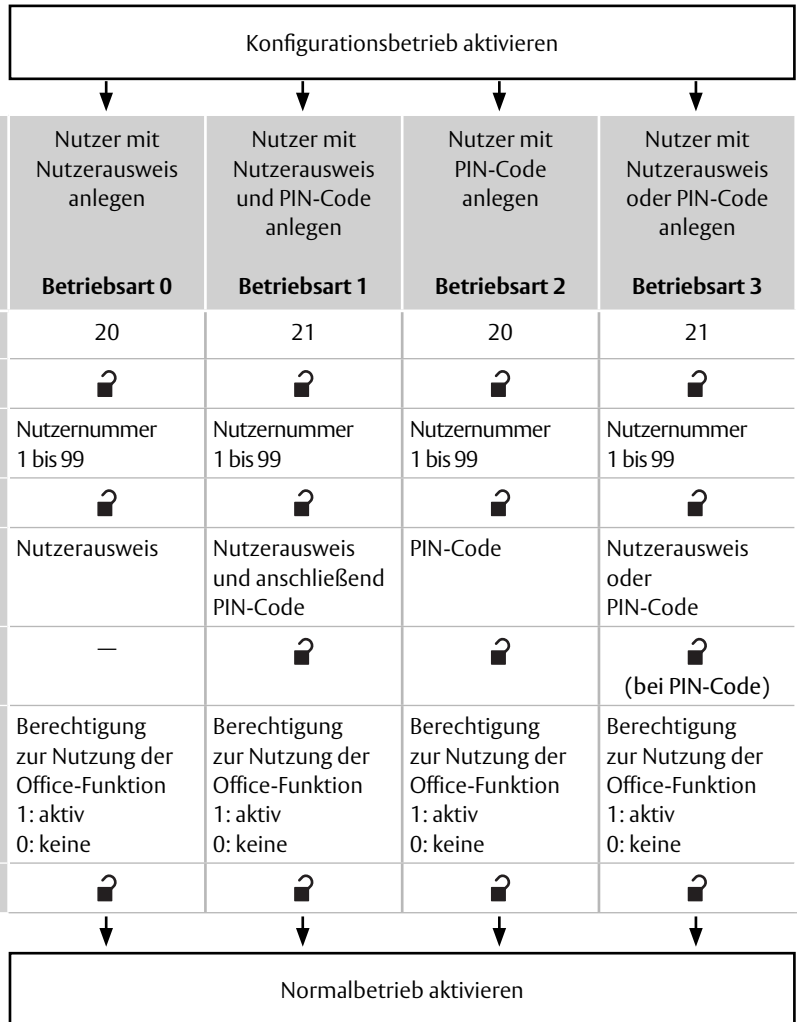 Konfigurationsbetrieb aktivieren
Nutzer mit
Nutzerausweis
anlegen
Betriebsart 0
Nutzer mit
Nutzerausweis
und PIN-Code
anlegen
Betriebsart 1
Nutzer mit
PIN-Code
anlegen
Betriebsart 2
Nutzer mit
Nutzerausweis
oder PIN-Code
anlegen
Betriebsart 3
20
21
20
21
Nutzernummer
1 bis 99
Nutzernummer
1 bis 99
Nutzernummer
1 bis 99
Nutzernummer
1 bis 99
Nutzerausweis
Nutzerausweis
und anschließend
PIN-Code
PIN-Code
Nutzerausweis
oder
PIN-Code
—
(bei PIN-Code)
Berechtigung
zur Nutzung der
Office-Funktion
1: aktiv
0: keine
Berechtigung
zur Nutzung der
Office-Funktion
1: aktiv
0: keine
Berechtigung
zur Nutzung der
Office-Funktion
1: aktiv
0: keine
Berechtigung
zur Nutzung der
Office-Funktion
1: aktiv
0: keine
Normalbetrieb aktivieren